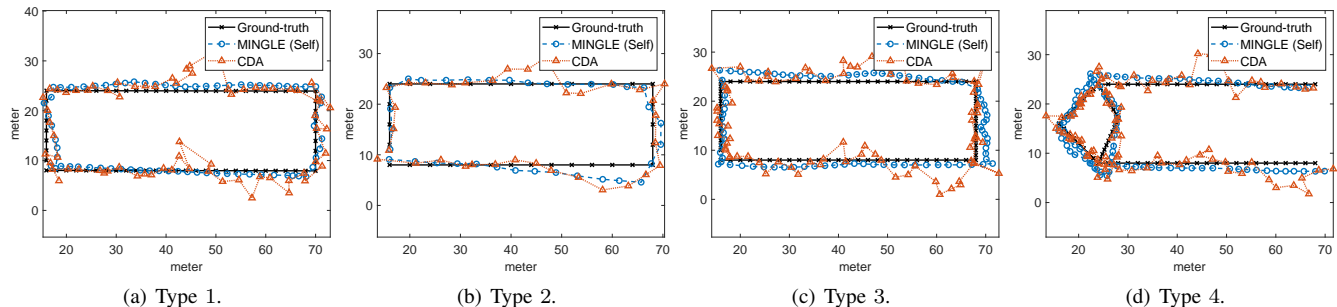 Ground-truth
MINGLE (Self)
CDA
40
30
20
10
0
meter
20 30 40 50 60 70
meter
(a) Type 1.
Ground-truth
MINGLE (Self)
CDA
30
20
10
0
meter
20 30 40 50 60 70
meter
(b) Type 2.
Ground-truth
MINGLE (Self)
CDA
30
20
10
0
meter
20 30 40 50 60 70
meter
(c) Type 3.
Ground-truth
MINGLE (Self)
CDA
30
20
10
0
meter
20 30 40 50 60 70
meter
(d) Type 4.